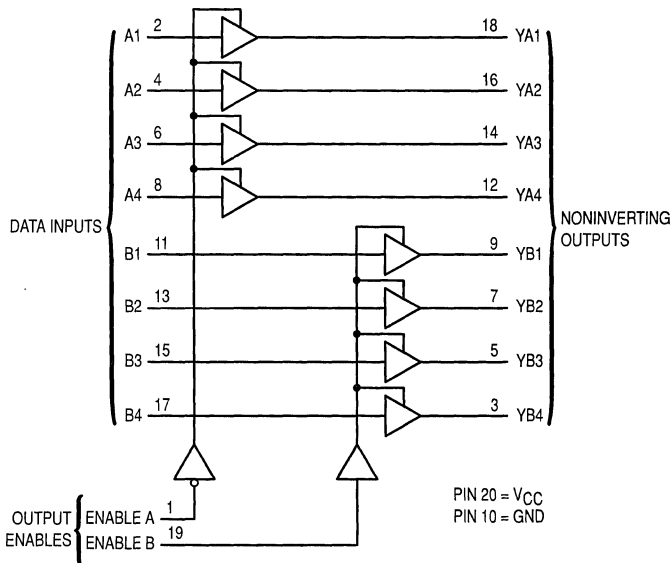 A1 2 18 YA1
A2 4 16 YA2
A3 6 14 YA3
A4 8 12 YA4
DATA INPUTS
NONINVERTING
OUTPUTS
B1 11 9 YB1
B2 13 7 YB2
B3 15 5 YB3
B4 17 3 YB4
OUTPUT
ENABLES
ENABLE A 1
ENABLE B 19
PIN 20 = VCC
PIN 10 = GND